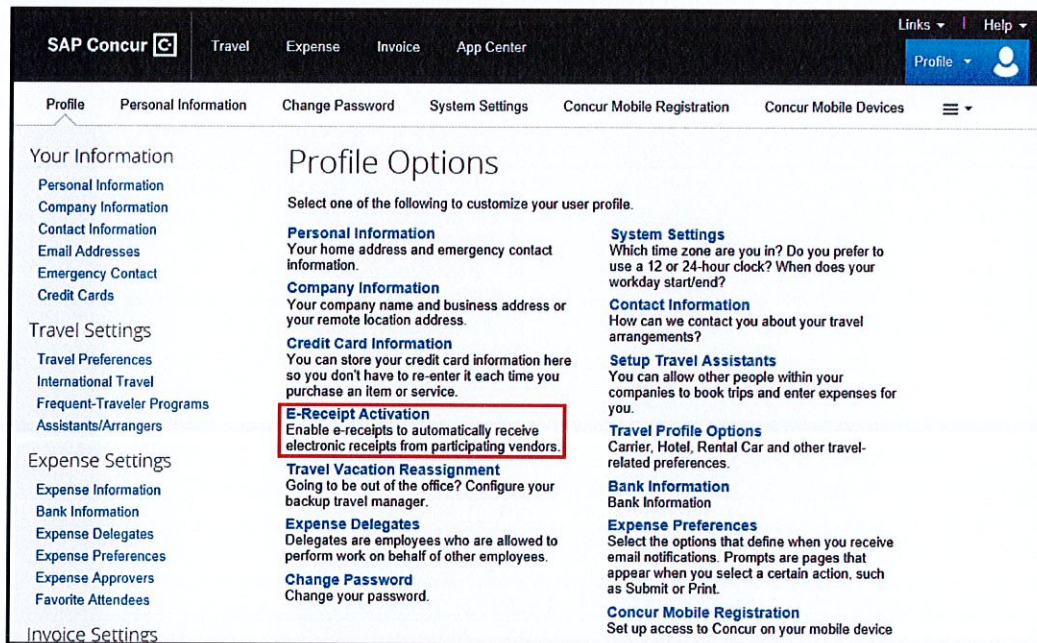 Links
Help
SAP Concur C
Travel
Expense
Invoice
App Center
Profile
Profile
Personal Information
Change Password
System Settings
Concur Mobile Registration
Concur Mobile Devices
Your Information
Personal Information
Company Information
Contact Information
Email Addresses
Emergency Contact
Credit Cards
Travel Settings
Travel Preferences
International Travel
Frequent-Traveler Programs
Assistants/Arrangers
Expense Settings
Expense Information
Bank Information
Expense Delegates
Expense Preferences
Expense Approvers
Favorite Attendees
Invoice Settings
Profile Options
Select one of the following to customize your user profile.
Personal Information
Your home address and emergency contact
information.
Company Information
Your company name and business address or
your remote location address.
Credit Card Information
You can store your credit card information here
so you don't have to re-enter it each time you
purchase an item or service.
E-Receipt Activation
Enable e-receipts to automatically receive
electronic receipts from participating vendors.
Travel Vacation Reassignment
Going to be out of the office? Configure your
backup travel manager.
Expense Delegates
Delegates are employees who are allowed to
perform work on behalf of other employees.
Change Password
Change your password.
System Settings
Which time zone are you in? Do you prefer to
use a 12 or 24-hour clock? When does your
workday start/end?
Contact Information
How can we contact you about your travel
arrangements?
Setup Travel Assistants
You can allow other people within your
companies to book trips and enter expenses for
you.
Travel Profile Options
Carrier, Hotel, Rental Car and other travel-
related preferences.
Bank Information
Bank Information
Expense Preferences
Select the options that define when you receive
email notifications. Prompts are pages that
appear when you select a certain action, such
as Submit or Print.
Concur Mobile Registration
Set up access to Concur on your mobile device